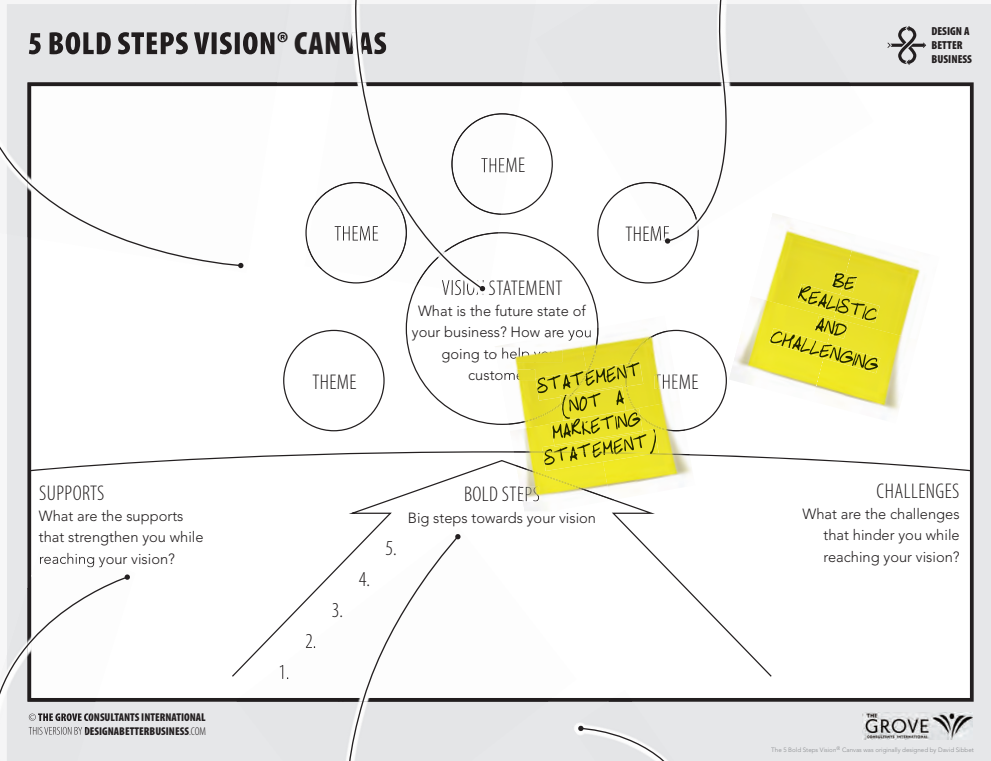 5 BOLD STEPS VISION® CANVAS
DESIGN A
BETTER
BUSINESS
THEME
THEME
THEME
VISION STATEMENT
What is the future state of
your business? How are you
going to help
THEME
THEME
BE
REALISTIC
AND
CHALLENGING
STATEMENT
(NOT A
MARKETING
STATEMENT)
SUPPORTS
What are the supports
that strengthen you while
reaching your vision?
BOLD STEPS
Big steps towards your vision
5.
4.
3.
2.
1.
CHALLENGES
What are the challenges
that hinder you while
reaching your vision?
© THE GROVE CONSULTANTS INTERNATIONAL
THIS VERSION BY DESIGNABETTERBUSINESS.COM
THE
GROVE
CONSULTANTS INTERNATIONAL
The 5 Bold Steps Vision® Canvas was originally designed by David Sibbet